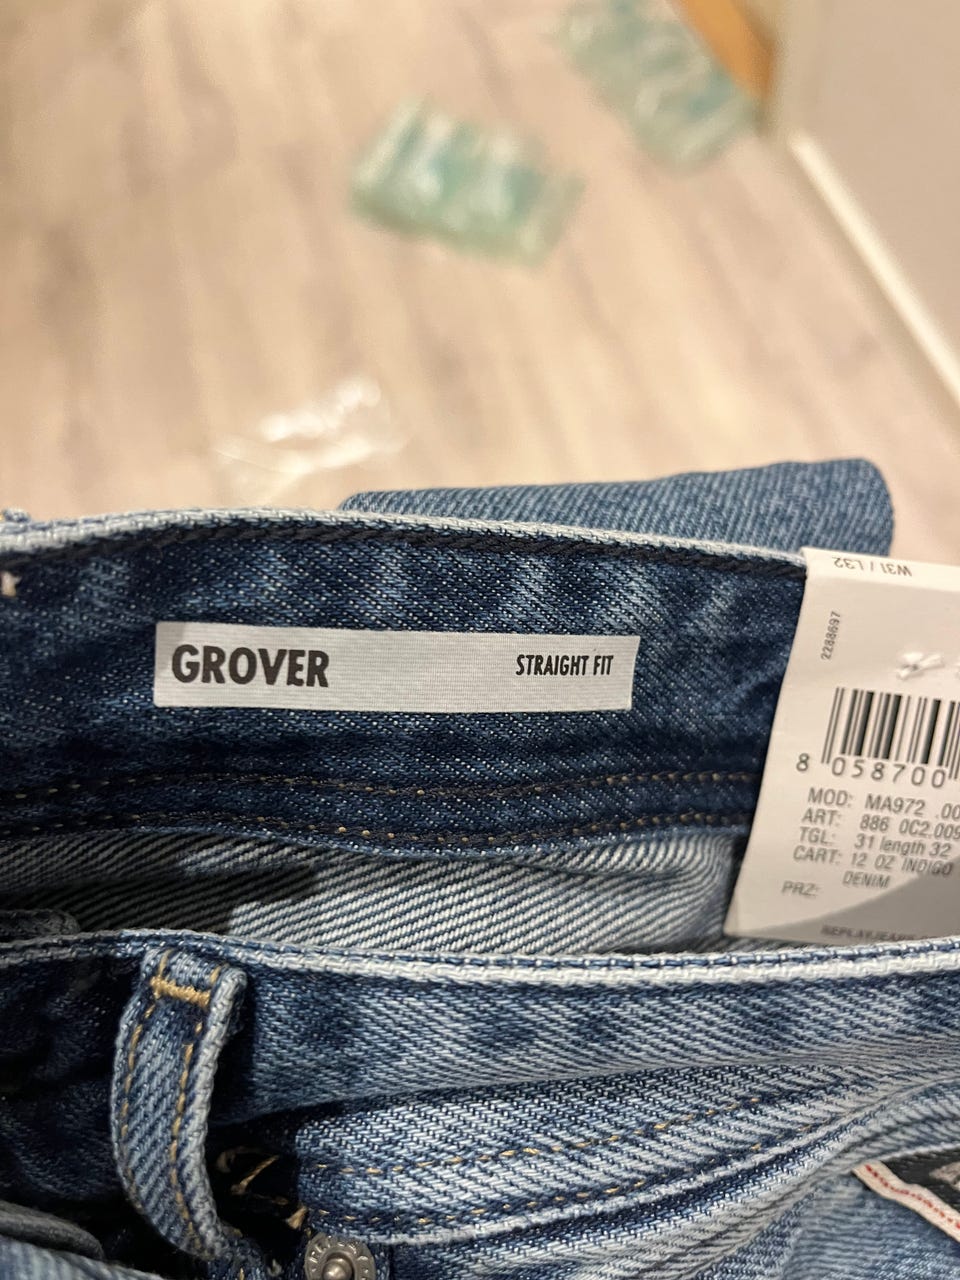 GROVER
STRAIGHT FIT
W31 / L32
2288697
8 058700
MOD: MA972 .00
ART: 886 0C2.009
TGL: 31 length 32
CART: 12 OZ INDIGO
DENIM
PRZ: